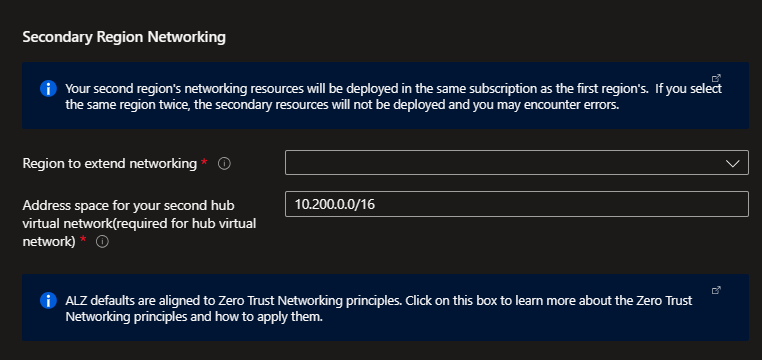 Secondary Region Networking
Your second region's networking resources will be deployed in the same subscription as the first region's.  If you select
the same region twice, the secondary resources will not be deployed and you may encounter errors.
Region to extend networking *
Address space for your second hub
virtual network(required for hub virtual
network) *
10.200.0.0/16
ALZ defaults are aligned to Zero Trust Networking principles. Click on this box to learn more about the Zero Trust
Networking principles and how to apply them.